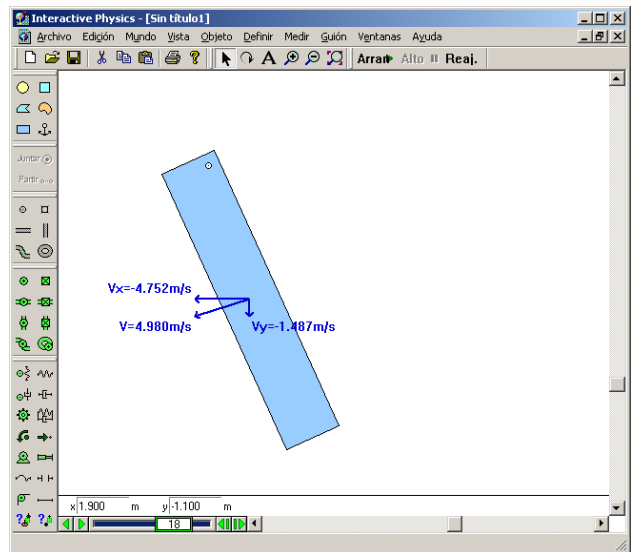 Interactive Physics - [Sin título1]
Archivo Edición Mundo Vista Objeto Definir Medir Guión Ventanas Ayuda
Arran Alto Reaj.
Juntar
Partir
Vx=-4.752m/s
V=4.980m/s
Vy=-1.487m/s
x 1.900 m y -1.100 m
18